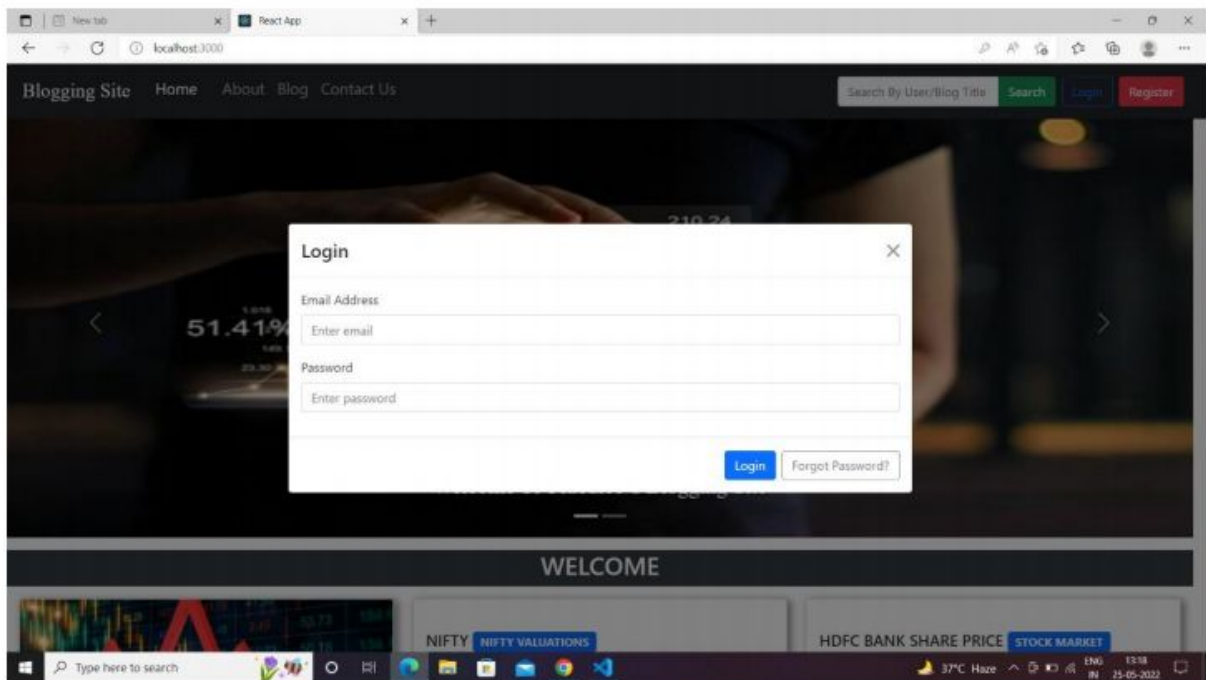 New tab
React App
localhost:3000
Blogging Site Home About Blog Contact Us
Search By User/Blog Title Search Login Register
210.24
51.41%
Login
Email Address
Enter email
Password
Enter password
Login Forgot Password?
WELCOME
NIFTY NIFTY VALUATIONS
HDFC BANK SHARE PRICE STOCK MARKET
Type here to search
37°C Haze
ENG
IN
13:18
25-05-2022